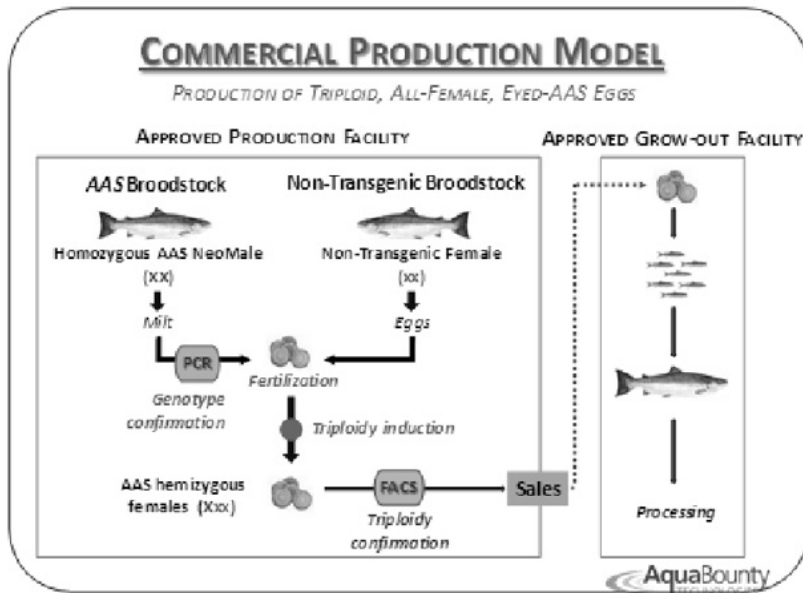 COMMERCIAL PRODUCTION MODEL
PRODUCTION OF TRIPLOID, ALL-FEMALE, EYED-AAS EGGS
APPROVED PRODUCTION FACILITY
APPROVED GROW-OUT FACILITY
AAS Broodstock
Non-Transgenic Broodstock
Homozygous AAS NeoMale
(XX)
Non-Transgenic Female
(xx)
Milt
Eggs
PCR
Genotype
confirmation
Fertilization
Triploidy induction
AAS hemizygous
females (Xxx)
FACS
Triploidy
confirmation
Sales
Processing
AquaBounty
TECHNOLOGIES